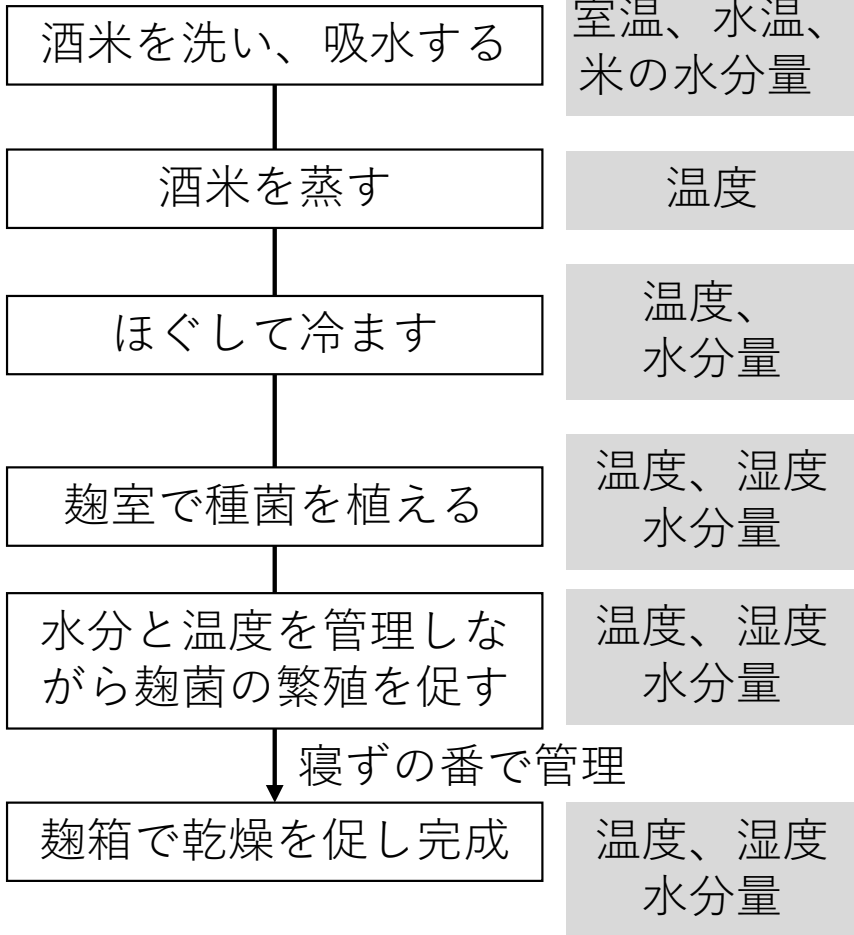 酒米を洗い、吸水する
室温、水温、
米の水分量
酒米を蒸す
温度
ほぐして冷ます
温度、
水分量
麹室で種菌を植える
温度、湿度
水分量
水分と温度を管理しな
がら麹菌の繁殖を促す
温度、湿度
水分量
寝ずの番で管理
麹箱で乾燥を促し完成
温度、湿度
水分量